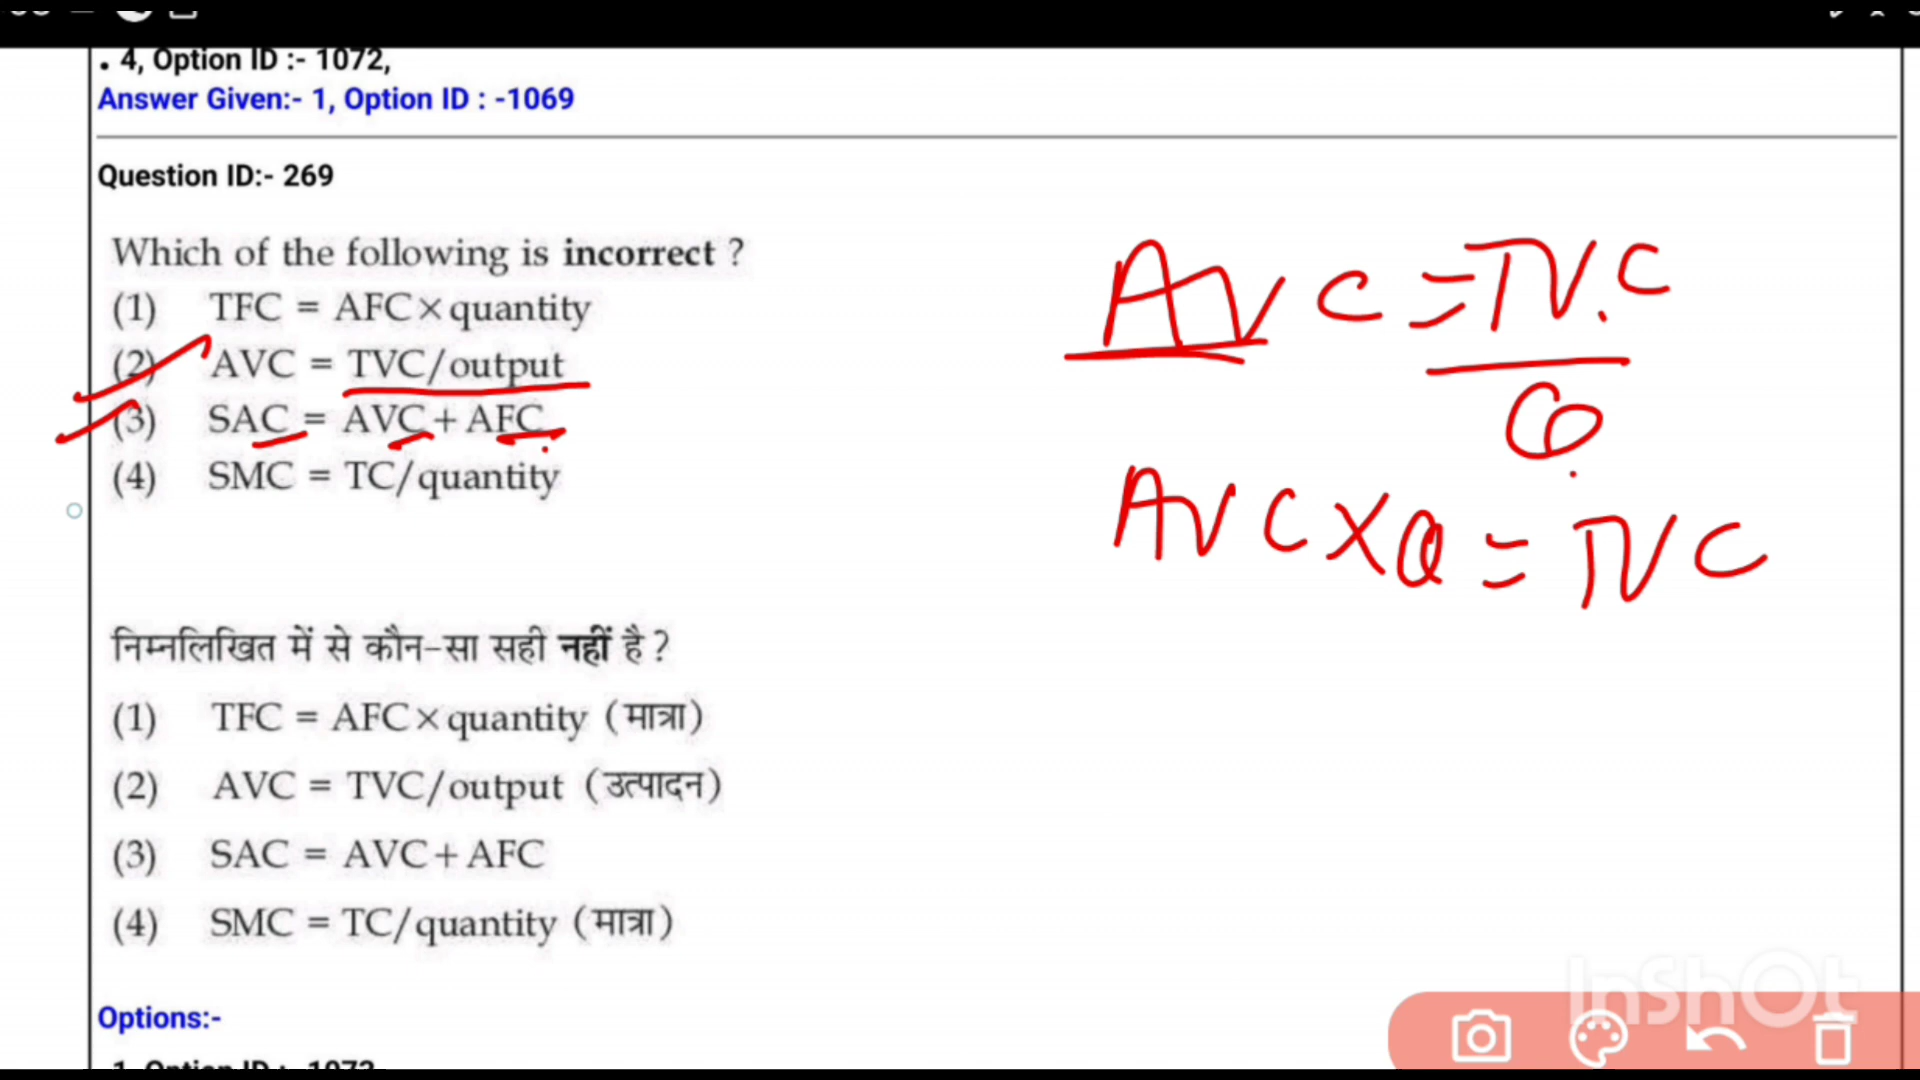 . 4, Option ID :- 1072,
Answer Given:- 1, Option ID : -1069
Question ID:- 269
Which of the following is incorrect ?
(1) TFC = AFC×quantity
(2) AVC = TVC/output
(3) SAC = AVC+AFC
(4) SMC = TC/quantity
AVC = TVC
Q
AVC×Q = TVC
निम्नलिखित में से कौन-सा सही नहीं है ?
(1) TFC = AFC×quantity (मात्रा)
(2) AVC = TVC/output (उत्पादन)
(3) SAC = AVC+AFC
(4) SMC = TC/quantity (मात्रा)
Options:-
InShOt